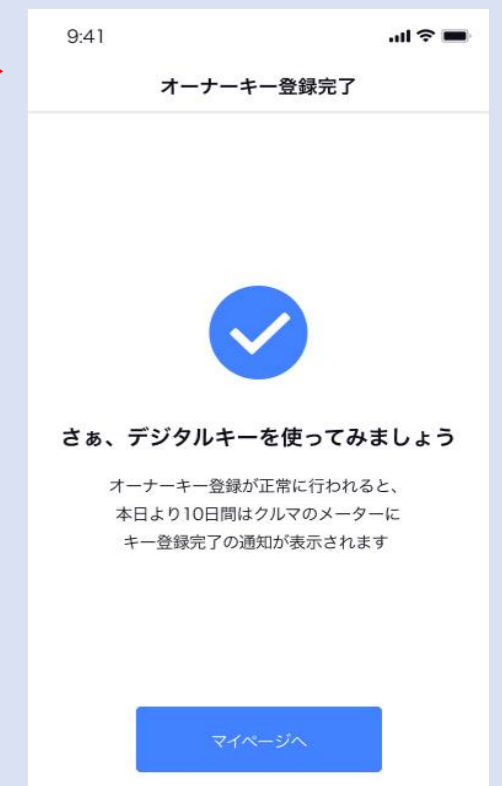 9:41
オーナーキー登録完了
さぁ、デジタルキーを使ってみましょう
オーナーキー登録が正常に行われると、
本日より10日間はクルマのメーターに
キー登録完了の通知が表示されます
マイページへ